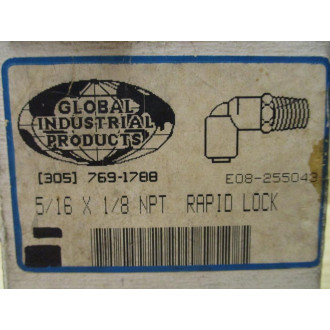 GLOBAL
INDUSTRIAL
PRODUCTS
[305] 769-1788
E08-255043
5/16 X 1/8 NPT RAPID LOCK